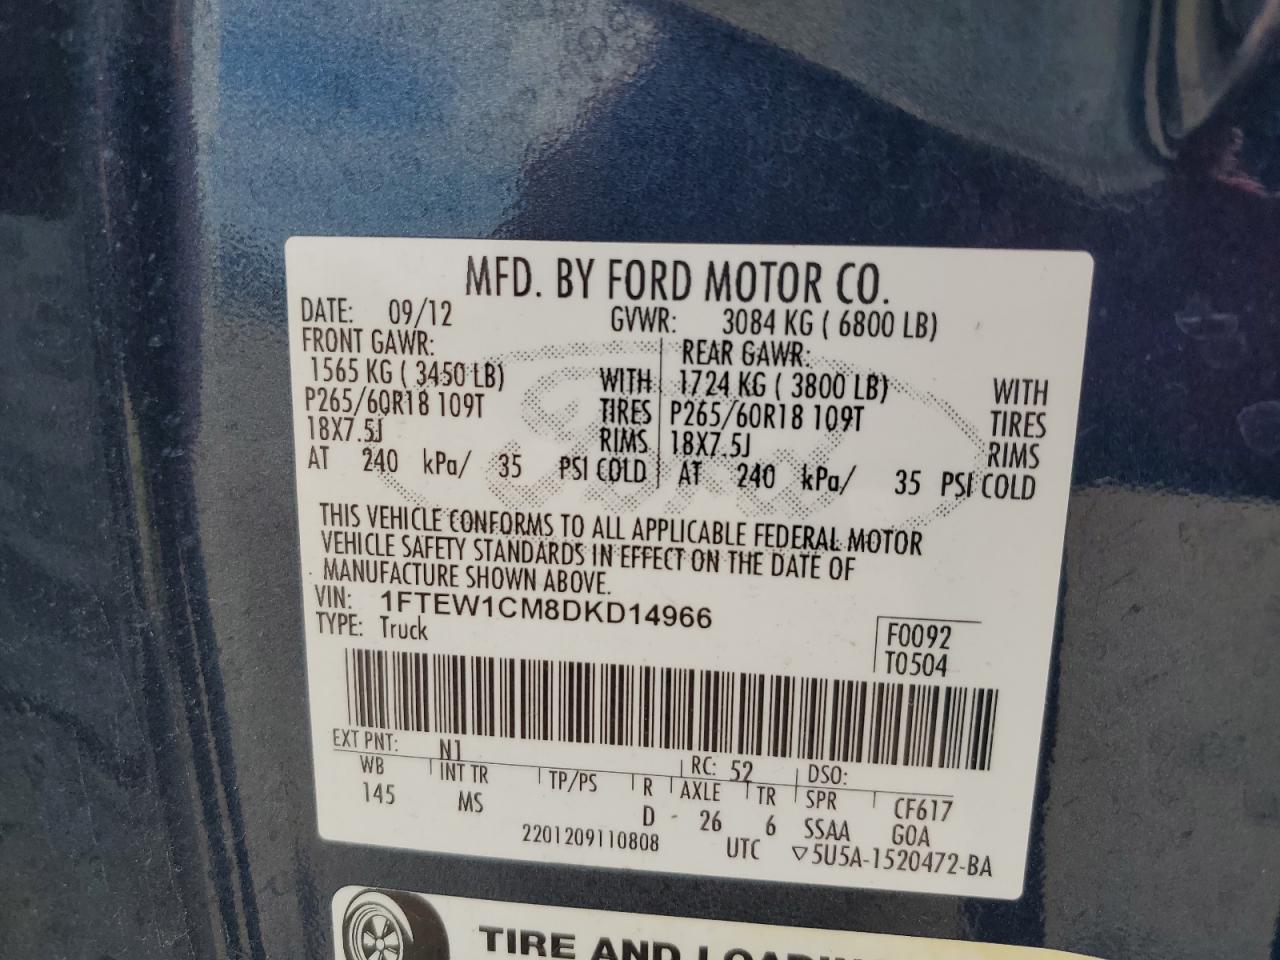 MFD. BY FORD MOTOR CO.
DATE: 09/12 GVWR: 3084 KG ( 6800 LB)
FRONT GAWR: REAR GAWR:
1565 KG ( 3450 LB) WITH 1724 KG ( 3800 LB) WITH
P265/60R18 109T TIRES P265/60R18 109T TIRES
18X7.5J RIMS 18X7.5J RIMS
AT 240 kPa/ 35 PSI COLD AT 240 kPa/ 35 PSI COLD
THIS VEHICLE CONFORMS TO ALL APPLICABLE FEDERAL MOTOR
VEHICLE SAFETY STANDARDS IN EFFECT ON THE DATE OF
MANUFACTURE SHOWN ABOVE.
VIN: 1FTEW1CM8DKD14966
TYPE: Truck
F0092
T0504
EXT PNT: N1 RC: 52 DSO:
WB INT TR TP/PS R AXLE TR SPR CF617
145 MS D 26 6 SSAA GOA
2201209110808 UTC ▽5U5A-1520472-BA
TIRE AND LOADIN